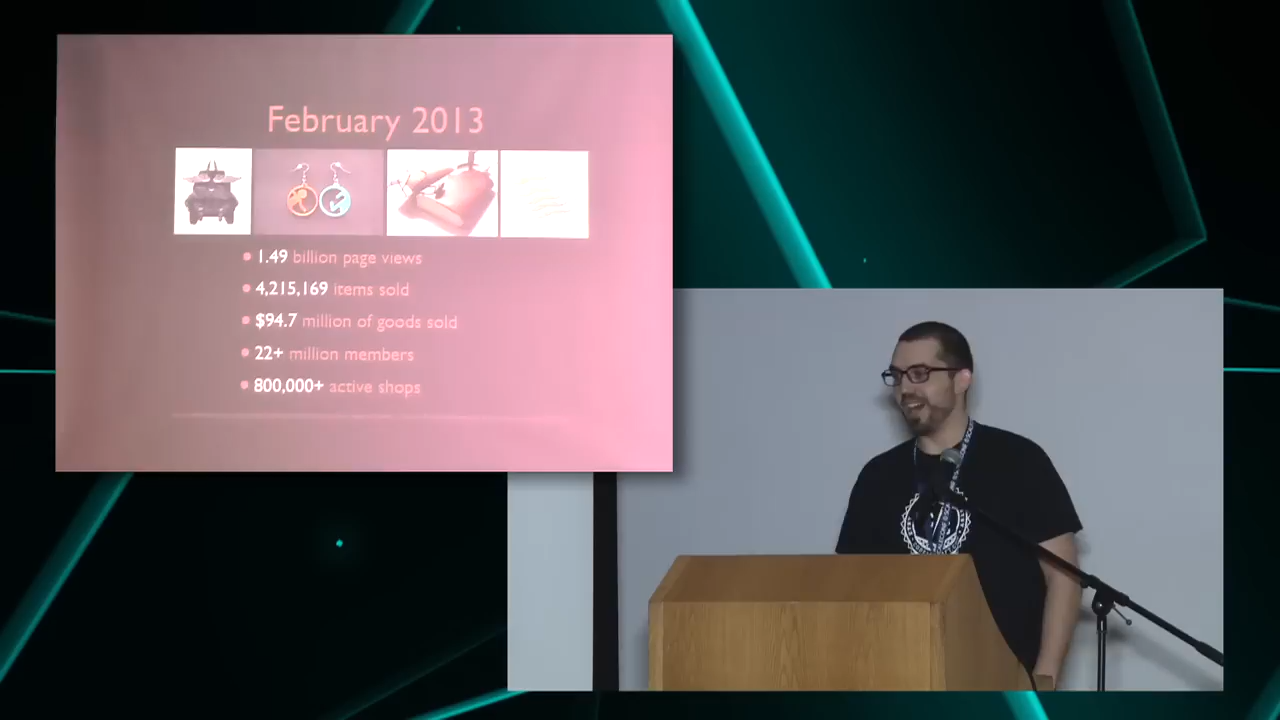 February 2013
• 1.49 billion page views
• 4,215,169 items sold
• $94.7 million of goods sold
• 22+ million members
• 800,000+ active shops